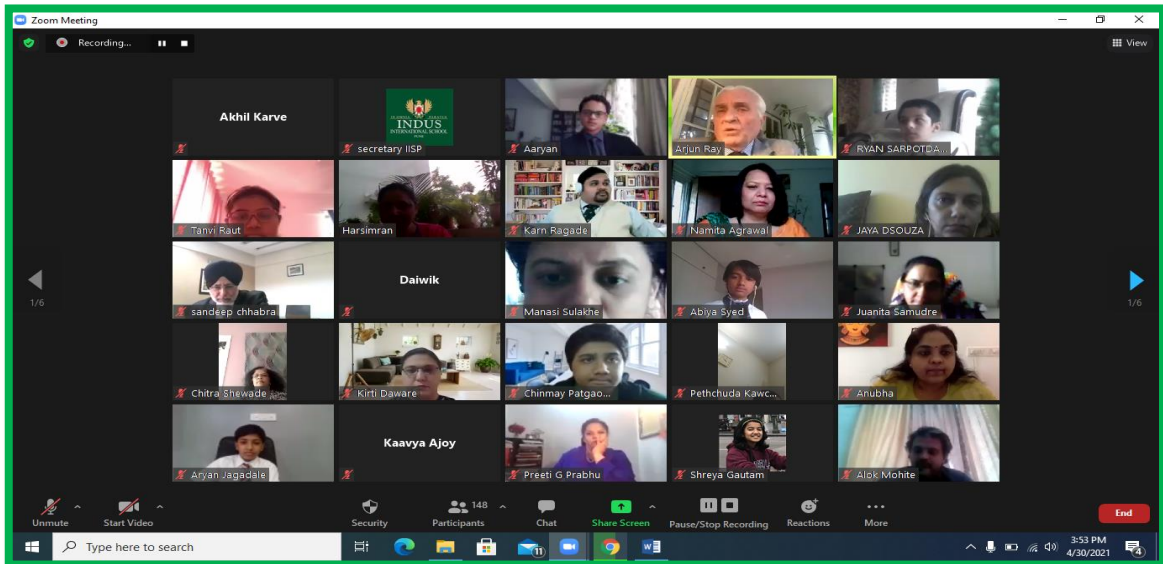 Zoom Meeting
Recording...
View
Akhil Karve
INDUS
INTERNATIONAL SCHOOL
secretary IISP
Aaryan
Arjun Ray
RYAN SARPOTDA...
Tanvi Raut
Harsimran
Karn Ragade
Namita Agrawal
JAYA DSOUZA
sandeep chhabra
Daiwik
Manasi Sulakhe
Abiya Syed
Juanita Samudre
1/6
1/6
Chitra Shewade
Kirti Daware
Chinmay Patgao...
Pethchuda Kawc...
Anubha
Aryan Jagadale
Kaavya Ajoy
Preeti G Prabhu
Shreya Gautam
Alok Mohite
148
Unmute
Start Video
Security
Participants
Chat
Share Screen
Pause/Stop Recording
Reactions
More
End
Type here to search
11
3:53 PM
4/30/2021
4